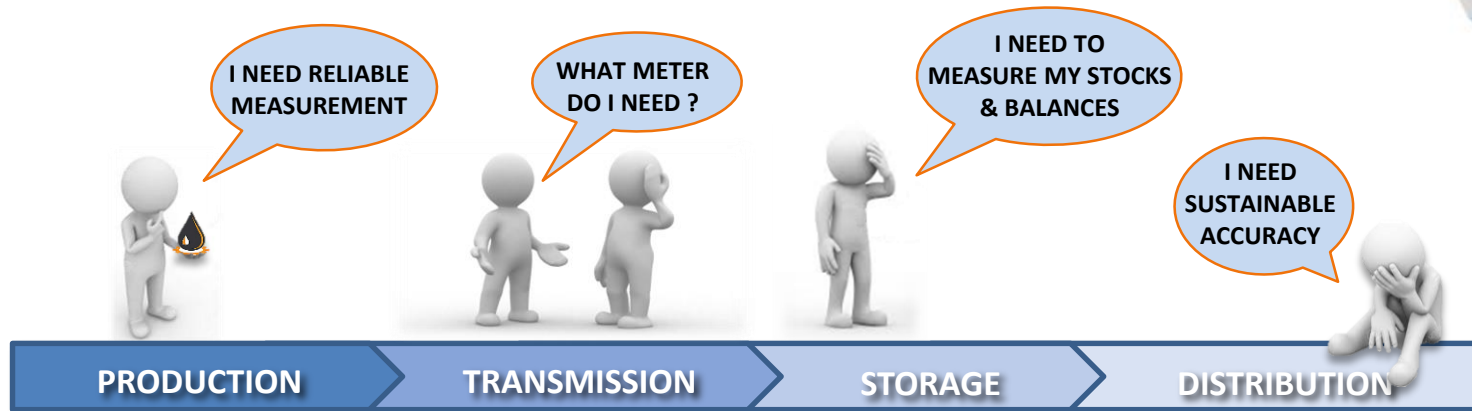 I NEED RELIABLE
MEASUREMENT
WHAT METER
DO I NEED ?
I NEED TO
MEASURE MY STOCKS
& BALANCES
I NEED
SUSTAINABLE
ACCURACY
PRODUCTION
TRANSMISSION
STORAGE
DISTRIBUTION